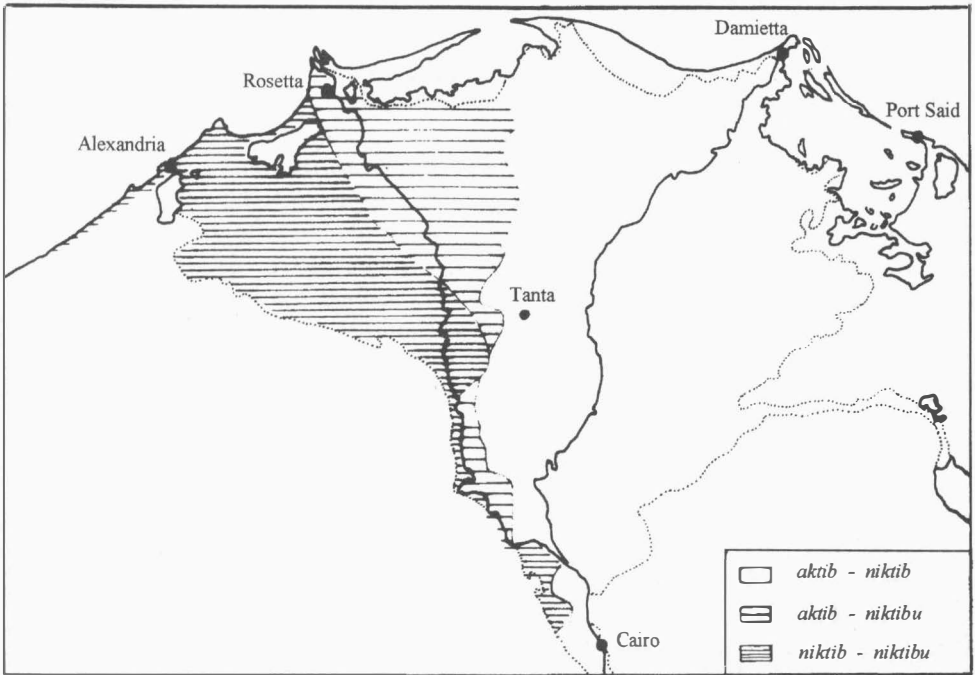 Damietta
Rosetta
Port Said
Alexandria
Tanta
aktib - niktib
aktib - niktibu
niktib - niktibu
Cairo